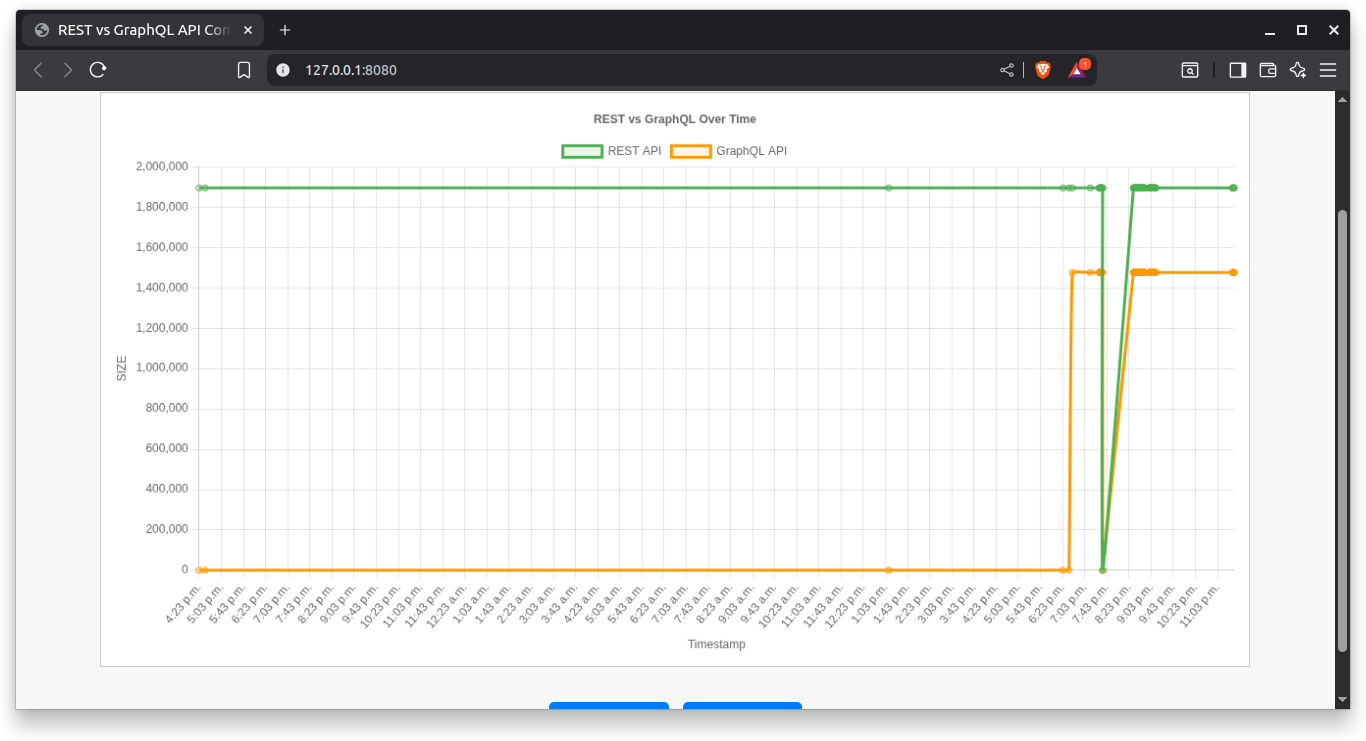 REST vs GraphQL API Con
127.0.0.1:8080
1
REST vs GraphQL Over Time
REST API GraphQL API
2,000,000
1,800,000
1,600,000
1,400,000
1,200,000
1,000,000
800,000
600,000
400,000
200,000
0
SIZE
4:23 p.m. 5:03 p.m. 5:43 p.m. 6:23 p.m. 7:03 p.m. 7:43 p.m. 8:23 p.m. 9:03 p.m. 9:43 p.m. 10:23 p.m. 11:03 p.m. 11:43 p.m. 12:23 a.m. 1:03 a.m. 1:43 a.m. 2:23 a.m. 3:03 a.m. 3:43 a.m. 4:23 a.m. 5:03 a.m. 5:43 a.m. 6:23 a.m. 7:03 a.m. 7:43 a.m. 8:23 a.m. 9:03 a.m. 9:43 a.m. 10:23 a.m. 11:03 a.m. 11:43 a.m. 12:23 p.m. 1:03 p.m. 1:43 p.m. 2:23 p.m. 3:03 p.m. 3:43 p.m. 4:23 p.m. 5:03 p.m. 5:43 p.m. 6:23 p.m. 7:03 p.m. 7:43 p.m. 8:23 p.m. 9:03 p.m. 9:43 p.m. 10:23 p.m. 11:03 p.m.
Timestamp